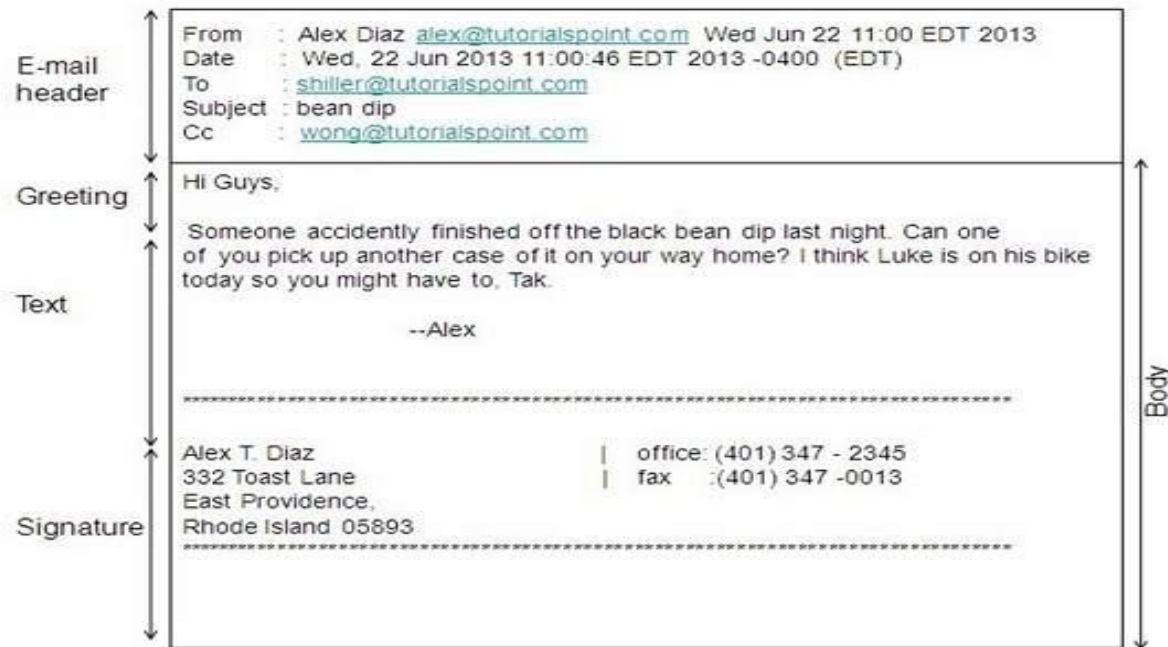 E-mail
header
From : Alex Diaz alex@tutorialspoint.com Wed Jun 22 11:00 EDT 2013
Date : Wed, 22 Jun 2013 11:00:46 EDT 2013 -0400 (EDT)
To : shiller@tutorialspoint.com
Subject : bean dip
Cc : wong@tutorialspoint.com
Greeting
Hi Guys,
Text
Someone accidently finished off the black bean dip last night. Can one
of you pick up another case of it on your way home? I think Luke is on his bike
today so you might have to, Tak.
--Alex
Signature
Alex T. Diaz | office: (401) 347 - 2345
332 Toast Lane | fax :(401) 347 -0013
East Providence,
Rhode Island 05893
Body